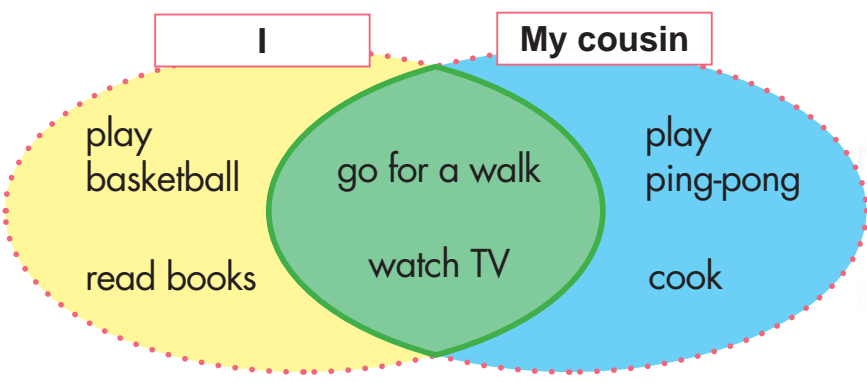 I
My cousin
play
basketball
read books
go for a walk
watch TV
play
ping-pong
cook